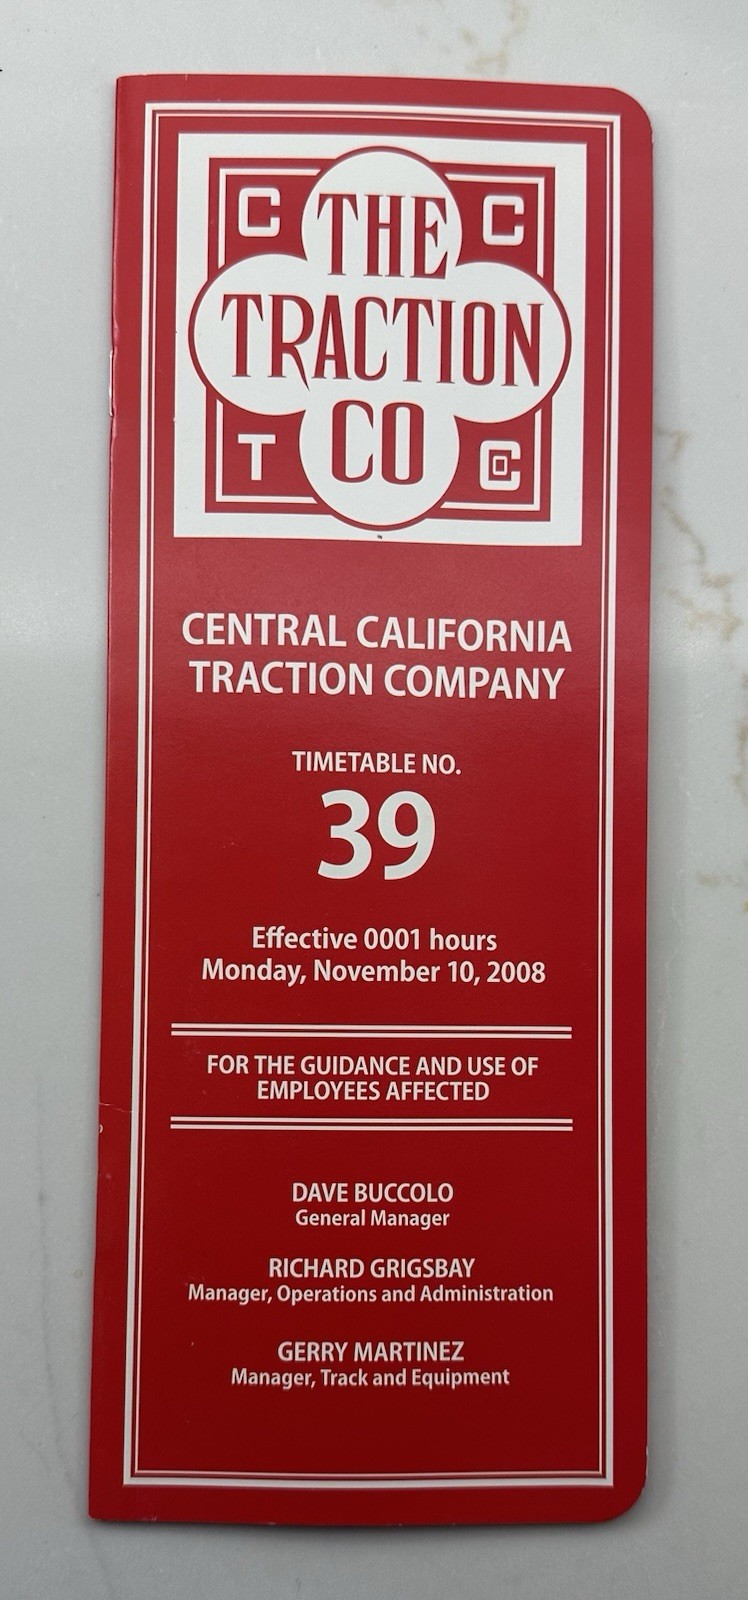 C C
THE
TRACTION
CO
T Co
CENTRAL CALIFORNIA
TRACTION COMPANY
TIMETABLE NO.
39
Effective 0001 hours
Monday, November 10, 2008
FOR THE GUIDANCE AND USE OF
EMPLOYEES AFFECTED
DAVE BUCCOLO
General Manager
RICHARD GRIGSBAY
Manager, Operations and Administration
GERRY MARTINEZ
Manager, Track and Equipment